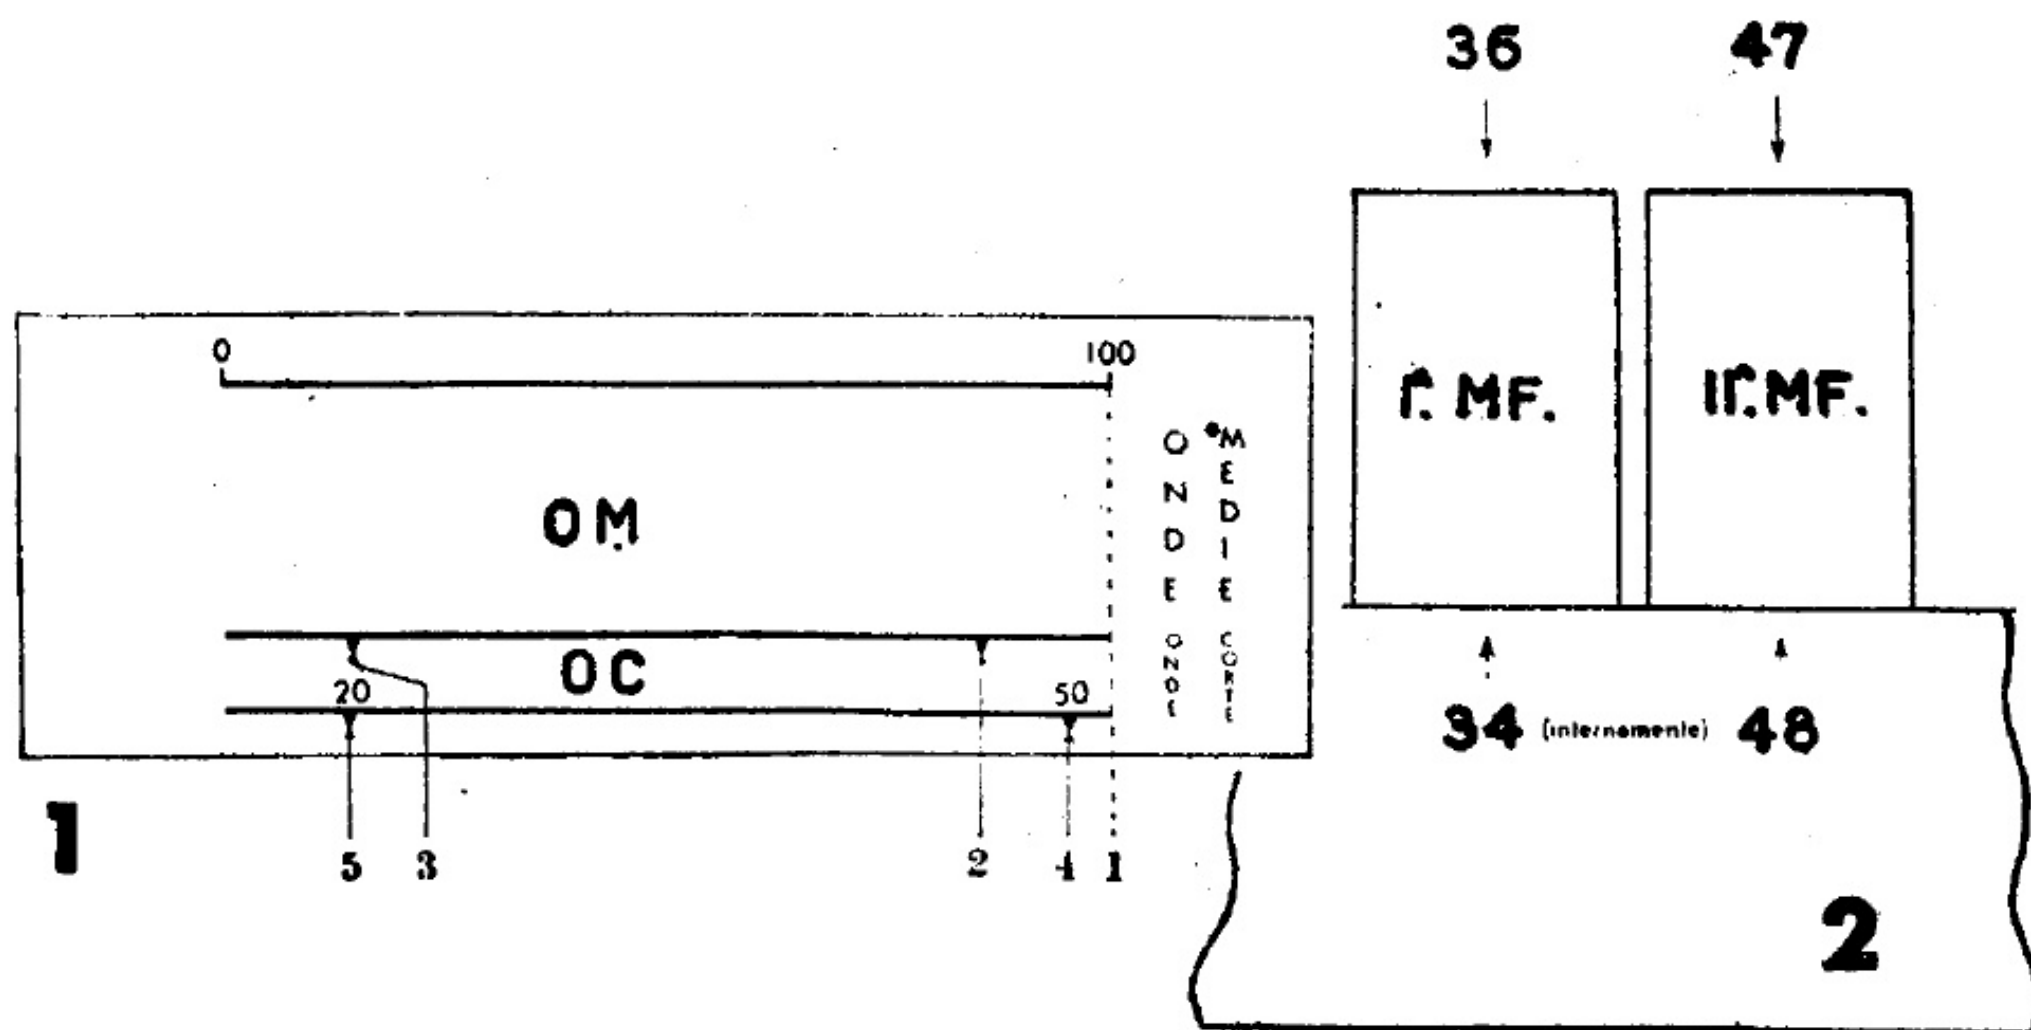 36 47
0 100
I°. MF. II°. MF.
ONDE MEDIE
OM
ONDE CORTE
OC
20 50
34 (internamente) 48
1
5 3 2 4 1
2